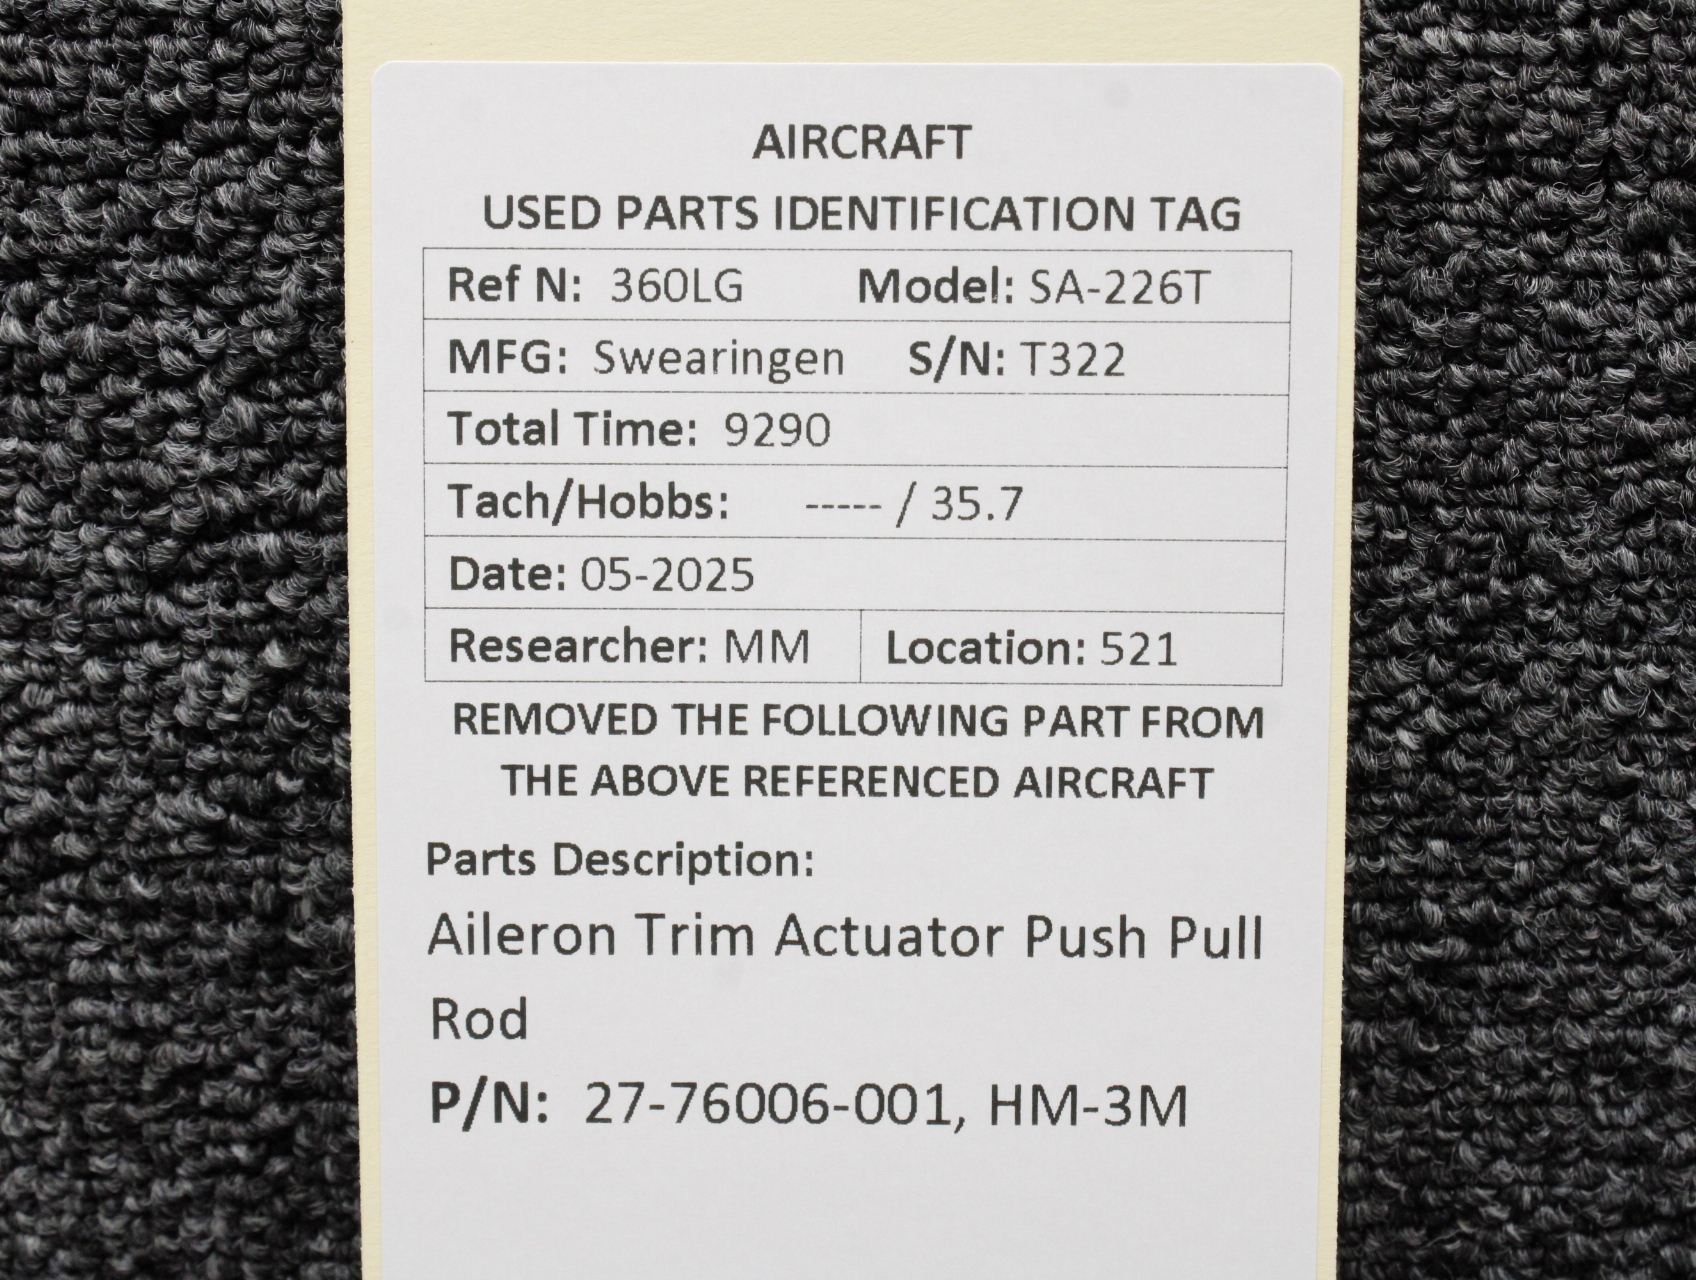 AIRCRAFT
USED PARTS IDENTIFICATION TAG
Ref N: 360LG Model: SA-226T
MFG: Swearingen S/N: T322
Total Time: 9290
Tach/Hobbs: ----- / 35.7
Date: 05-2025
Researcher: MM Location: 521
REMOVED THE FOLLOWING PART FROM
THE ABOVE REFERENCED AIRCRAFT
Parts Description:
Aileron Trim Actuator Push Pull
Rod
P/N: 27-76006-001, HM-3M